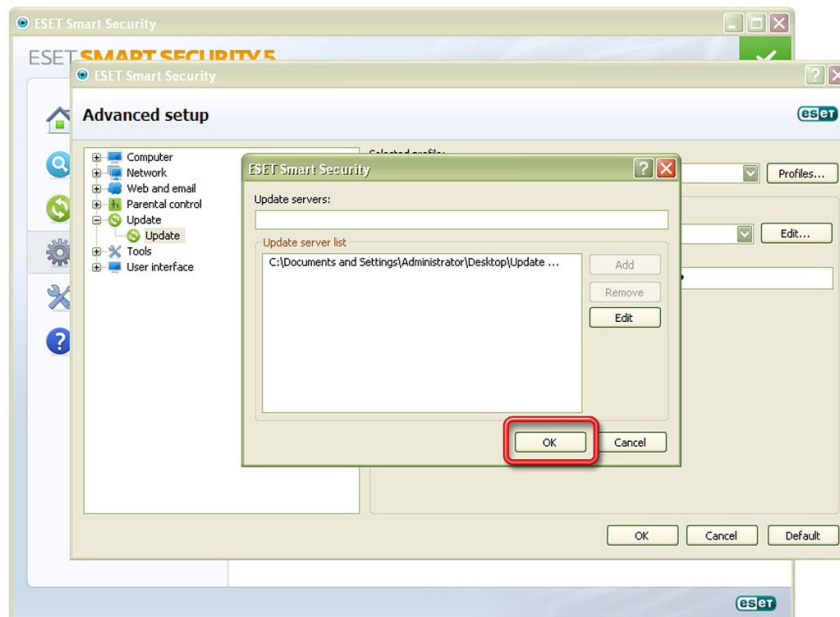 ESET Smart Security
ESET SMART SECURITY 5
ESET Smart Security
Advanced setup
eset
Computer
Network
Web and email
Parental control
Update
Update
Tools
User interface
Selected profile:
Profiles...
Edit...
ESET Smart Security
Update servers:
Update server list
C:\Documents and Settings\Administrator\Desktop\Update ...
Add
Remove
Edit
OK
Cancel
OK
Cancel
Default
eset